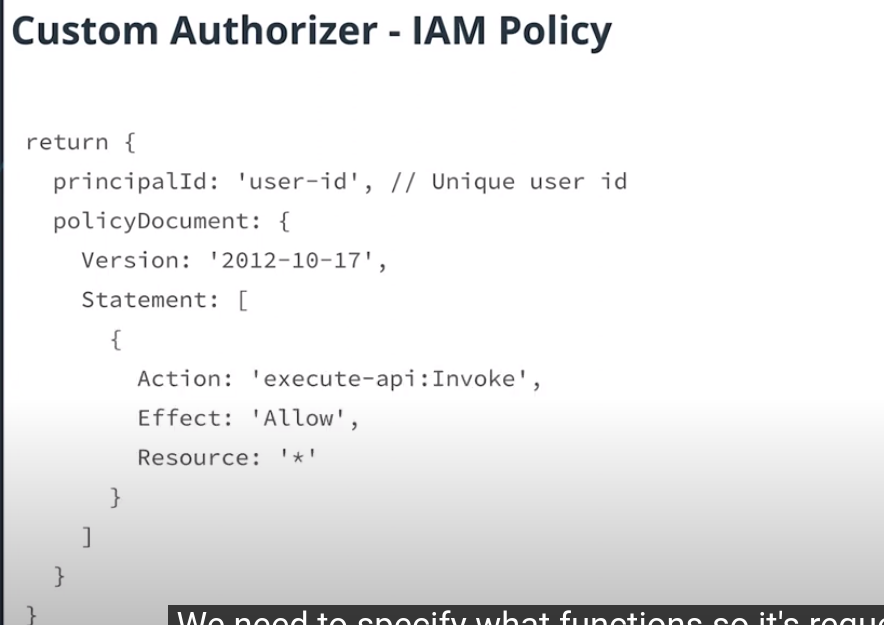 Custom Authorizer - IAM Policy
return {
principalId: 'user-id', // Unique user id
policyDocument: {
Version: '2012-10-17',
Statement: [
{
Action: 'execute-api:Invoke',
Effect: 'Allow',
Resource: '*'
}
]
}
}
We need to specify what functions so it's